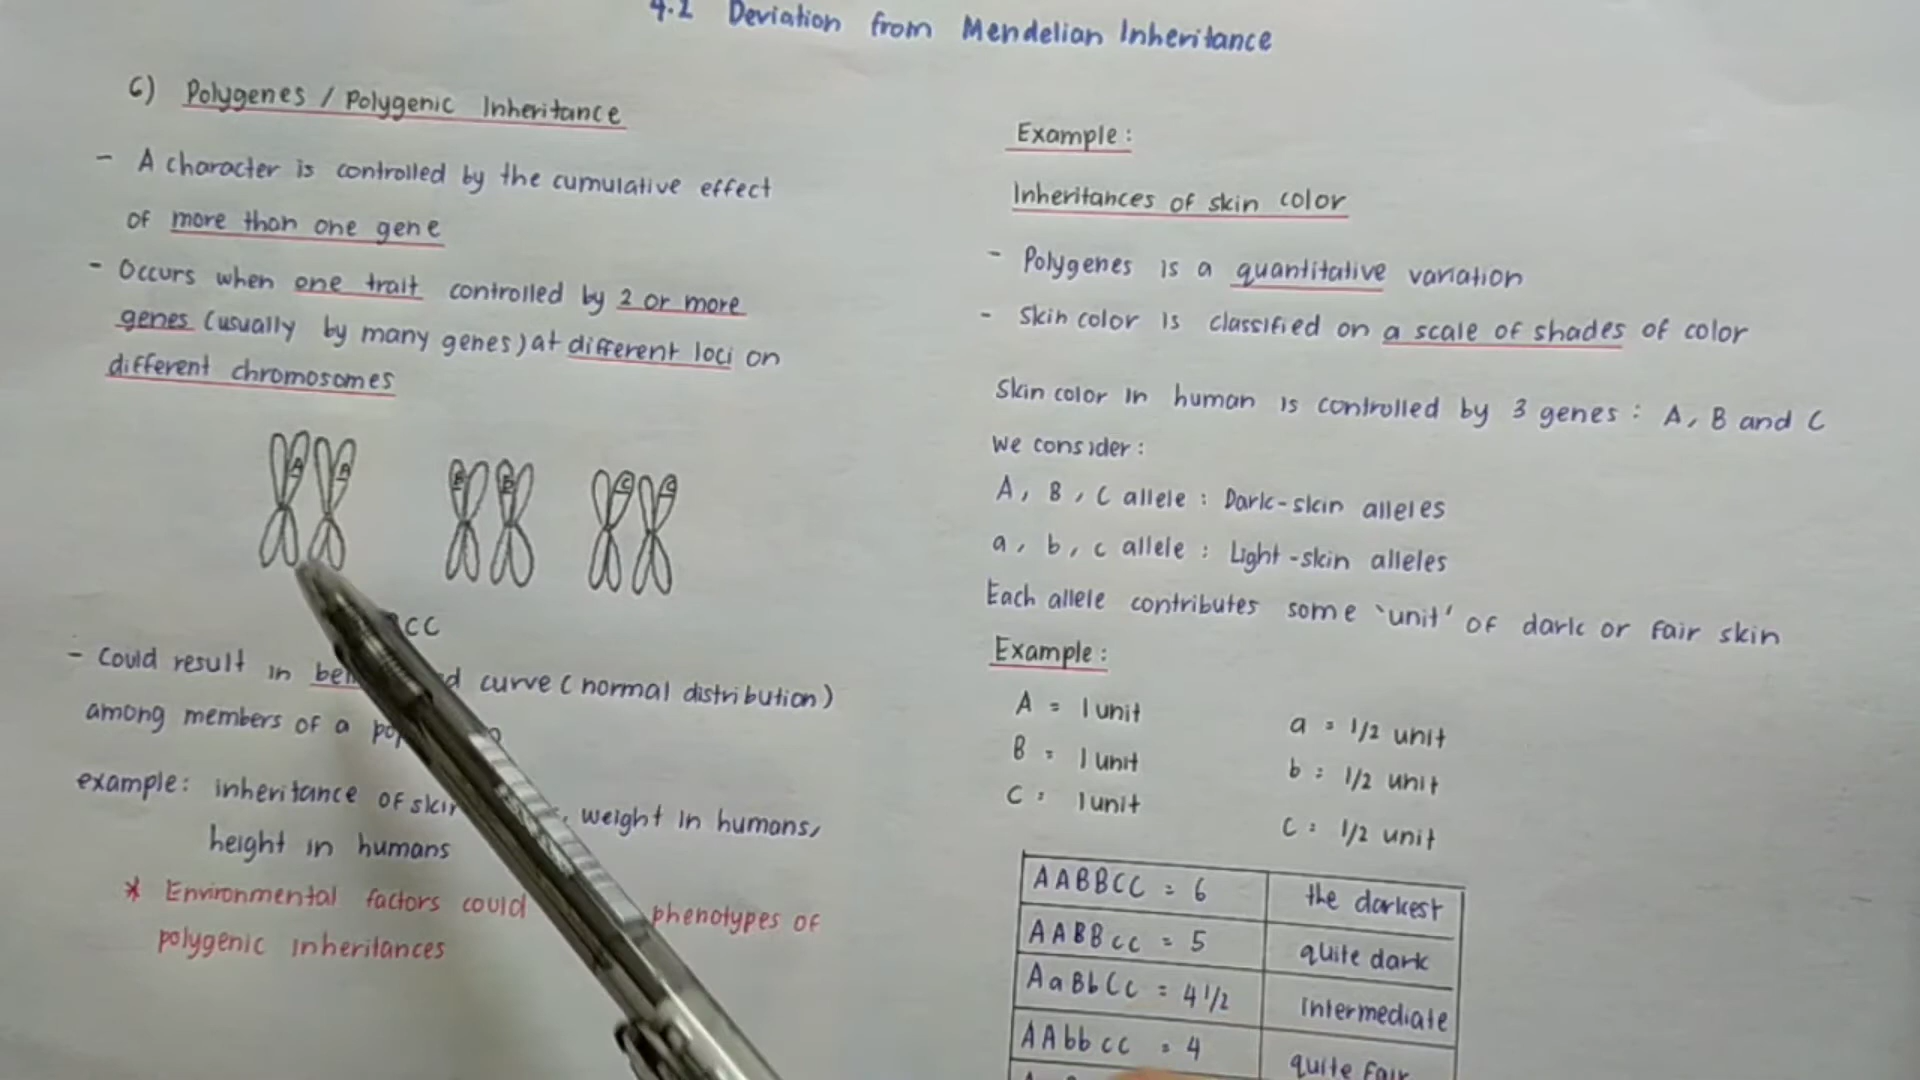 4.2 Deviation from Mendelian Inheritance
c) Polygenes / Polygenic Inheritance
- A character is controlled by the cumulative effect
of more than one gene
- Occurs when one trait controlled by 2 or more
genes (usually by many genes) at different loci on
different chromosomes
A A B B C C
CC
- Could result in curve (normal distribution)
among members of a
example: inheritance of weight in humans,
height in humans
* Environmental factors could phenotypes of
polygenic inheritances
Example:
Inheritances of skin color
- Polygenes is a quantitative variation
- Skin color is classified on a scale of shades of color
Skin color in human is controlled by 3 genes: A, B and C
We consider:
A, B, C allele: Dark-skin alleles
a, b, c allele: Light-skin alleles
Each allele contributes some 'unit' of dark or fair skin
Example:
A = 1 unit a = 1/2 unit
B = 1 unit b = 1/2 unit
C = 1 unit c = 1/2 unit
AABBCC = 6 the darkest
AABBcc = 5 quite dark
AaBbCc = 4 1/2 Intermediate
AAbbcc = 4 quite fair